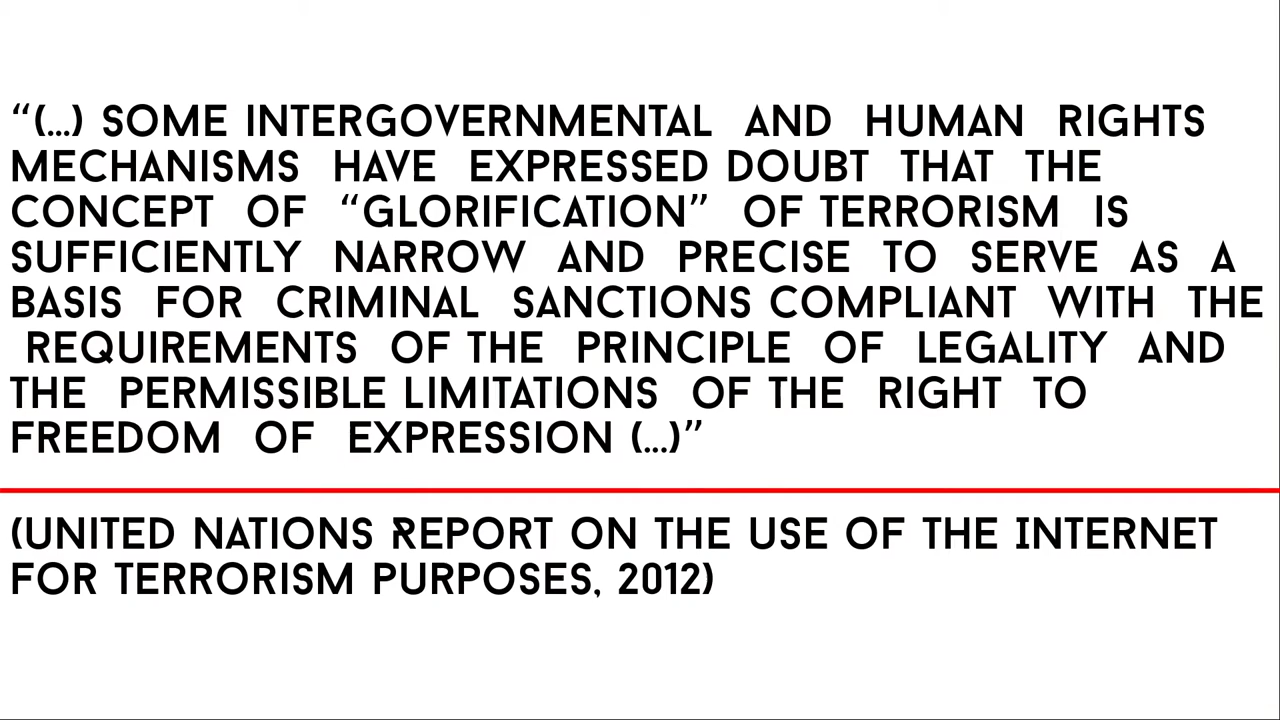 “(...) SOME INTERGOVERNMENTAL AND HUMAN RIGHTS
MECHANISMS HAVE EXPRESSED DOUBT THAT THE
CONCEPT OF “GLORIFICATION” OF TERRORISM IS
SUFFICIENTLY NARROW AND PRECISE TO SERVE AS A
BASIS FOR CRIMINAL SANCTIONS COMPLIANT WITH THE
REQUIREMENTS OF THE PRINCIPLE OF LEGALITY AND
THE PERMISSIBLE LIMITATIONS OF THE RIGHT TO
FREEDOM OF EXPRESSION (...)”
(UNITED NATIONS REPORT ON THE USE OF THE INTERNET
FOR TERRORISM PURPOSES, 2012)